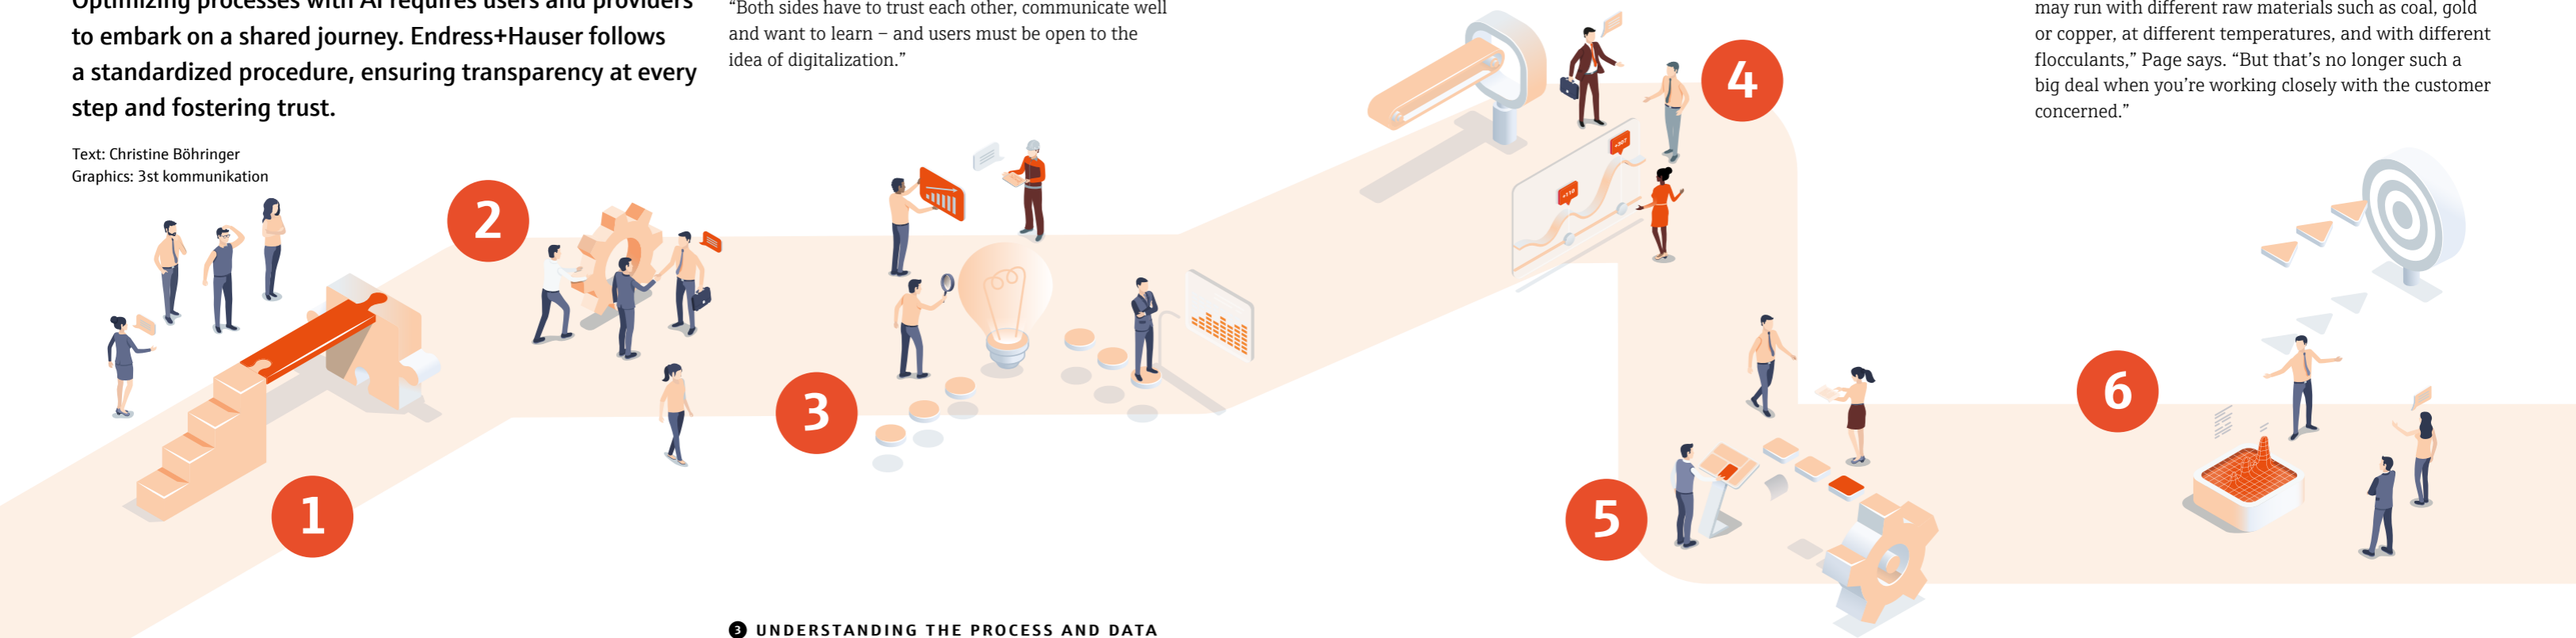 Optimizing processes with AI requires users and providers
to embark on a shared journey. Endress+Hauser follows
a standardized procedure, ensuring transparency at every
step and fostering trust.
Text: Christine Böhringer
Graphics: 3st kommunikation
“Both sides have to trust each other, communicate well
and want to learn – and users must be open to the
idea of digitalization.”
may run with different raw materials such as coal, gold
or copper, at different temperatures, and with different
flocculants,” Page says. “But that’s no longer such a
big deal when you’re working closely with the customer
concerned.”
1
2
3
4
5
6
3 UNDERSTANDING THE PROCESS AND DATA